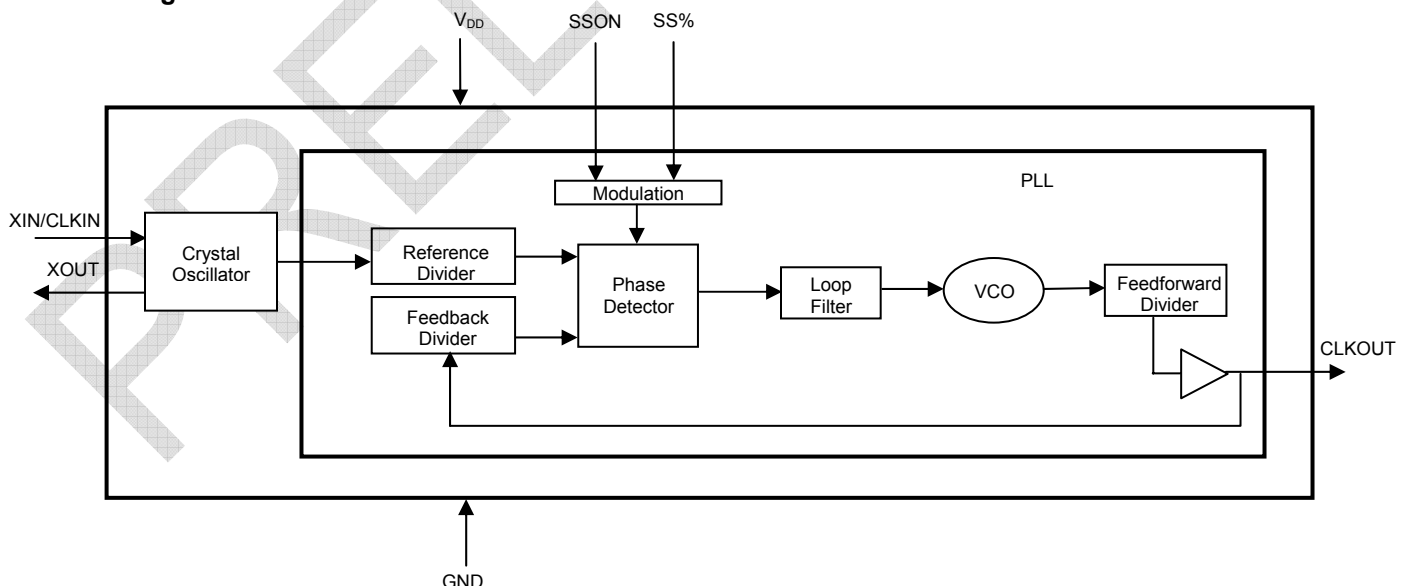 V_DD
SSON
SS%
Modulation
PLL
XIN/CLKIN
XOUT
Crystal
Oscillator
Reference
Divider
Feedback
Divider
Phase
Detector
Loop
Filter
VCO
Feedforward
Divider
CLKOUT
GND